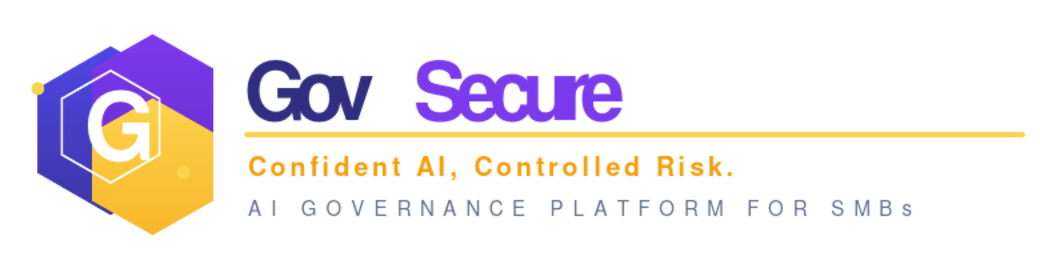 G
Gov Secure
Confident AI, Controlled Risk.
AI GOVERNANCE PLATFORM FOR SMBs